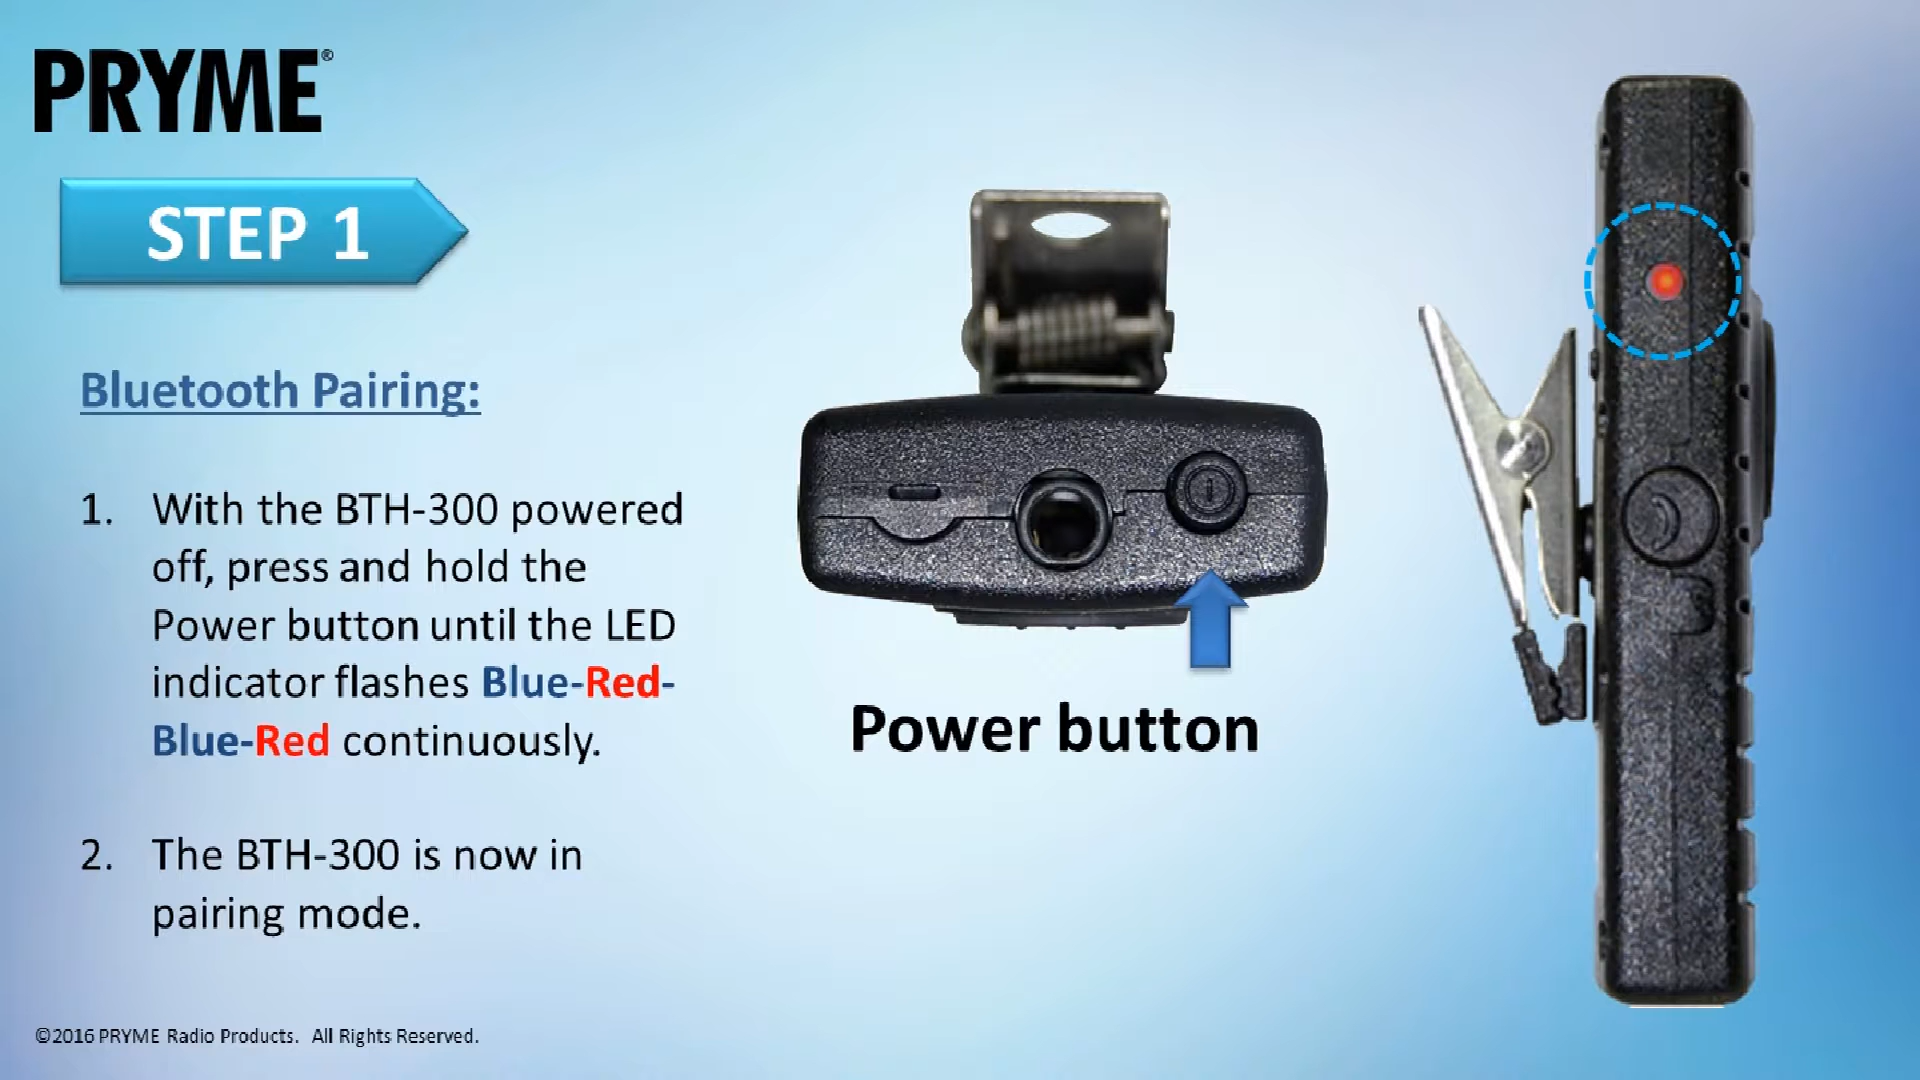 PRYME®
STEP 1
Bluetooth Pairing:
1. With the BTH-300 powered
off, press and hold the
Power button until the LED
indicator flashes Blue-Red-
Blue-Red continuously.
2. The BTH-300 is now in
pairing mode.
Power button
©2016 PRYME Radio Products. All Rights Reserved.